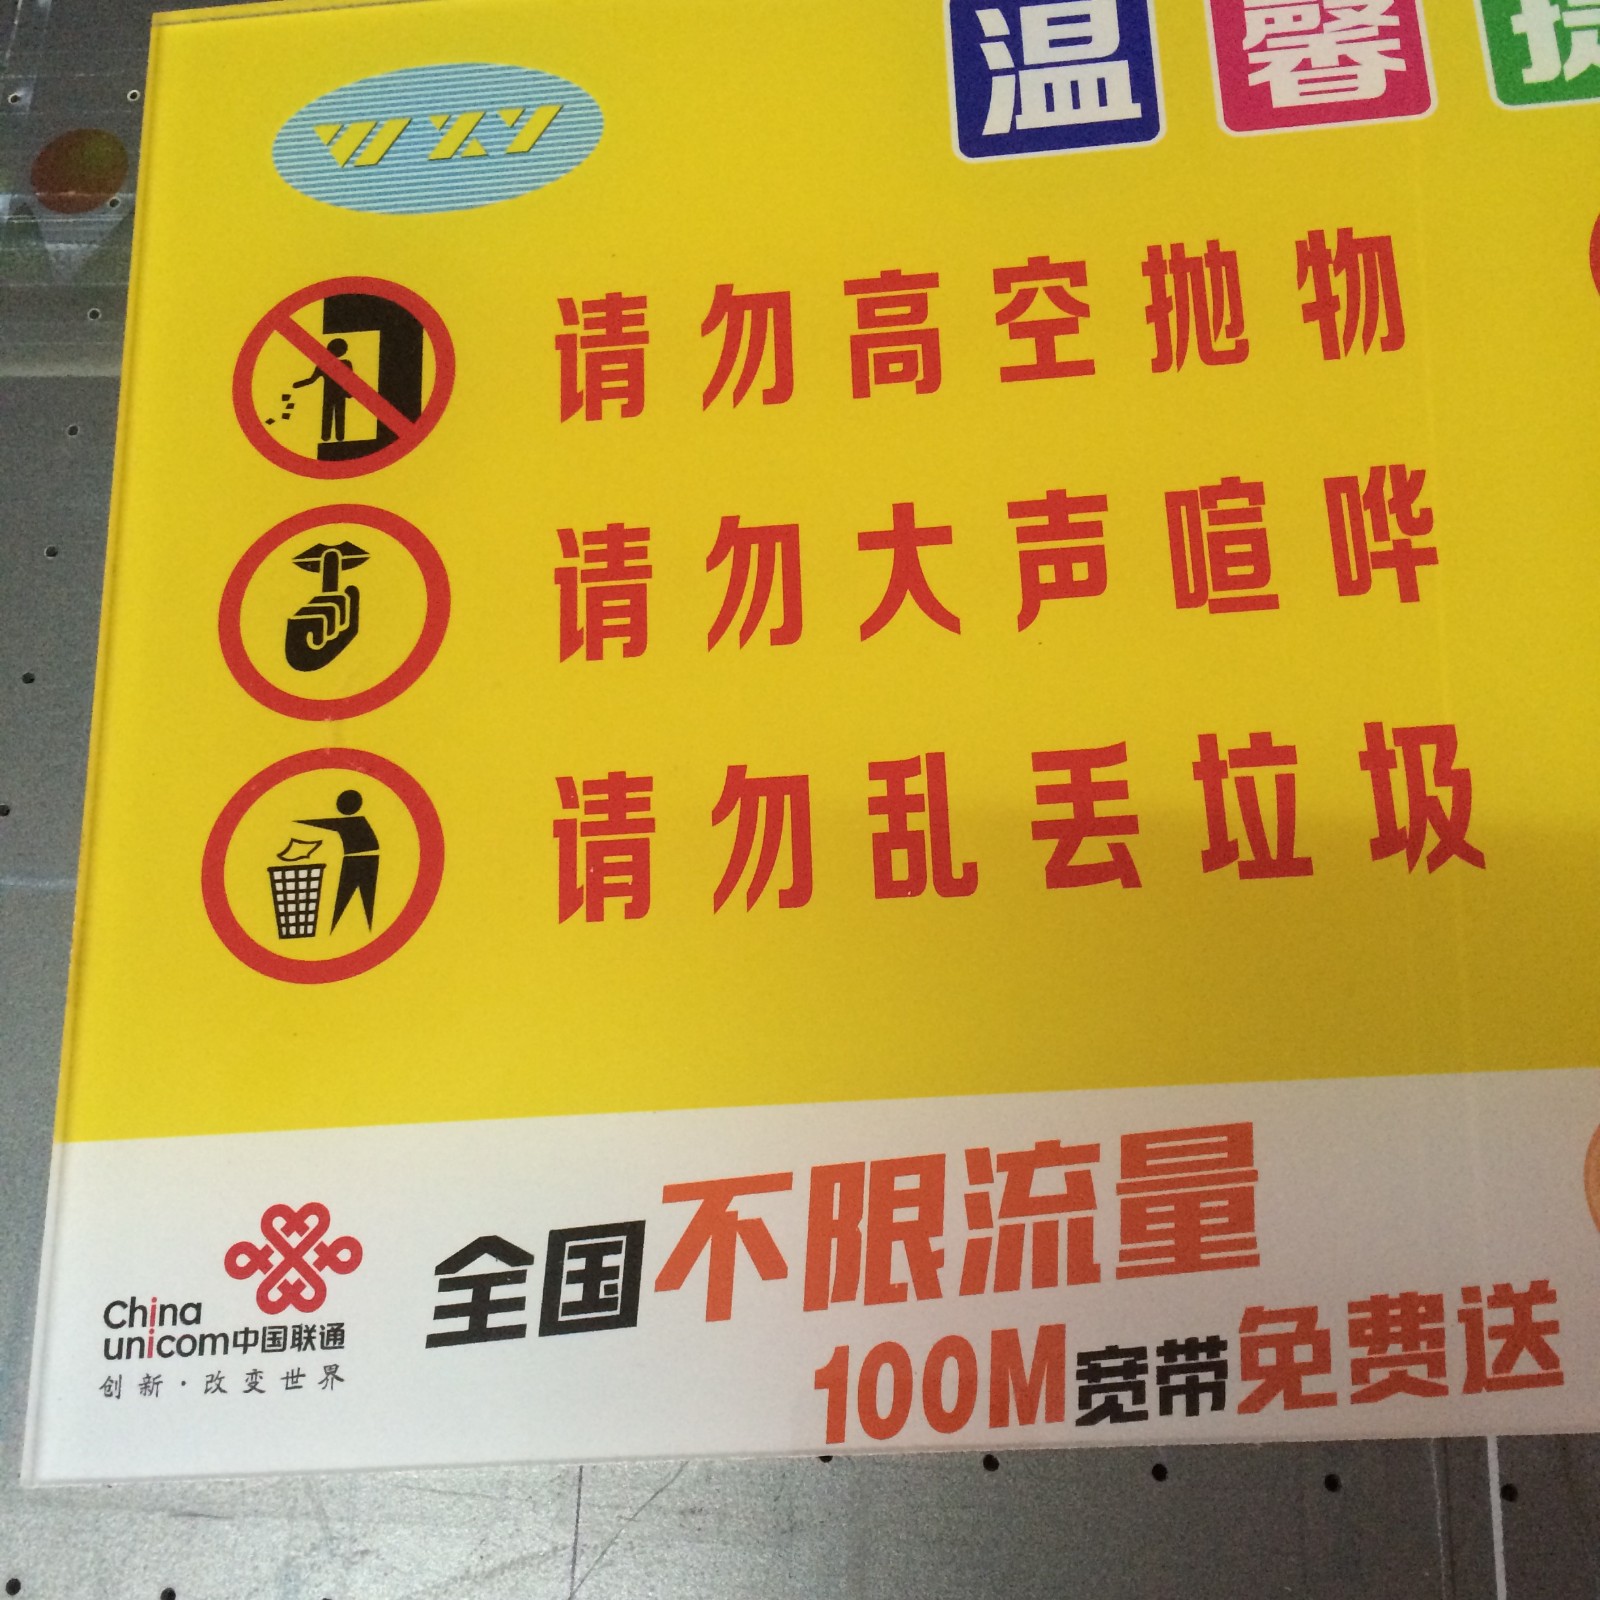 温馨提
WXY
请勿高空抛物
请勿大声喧哗
请勿乱丢垃圾
全国不限流量
100M宽带免费送
China
unicom中国联通
创新·改变世界